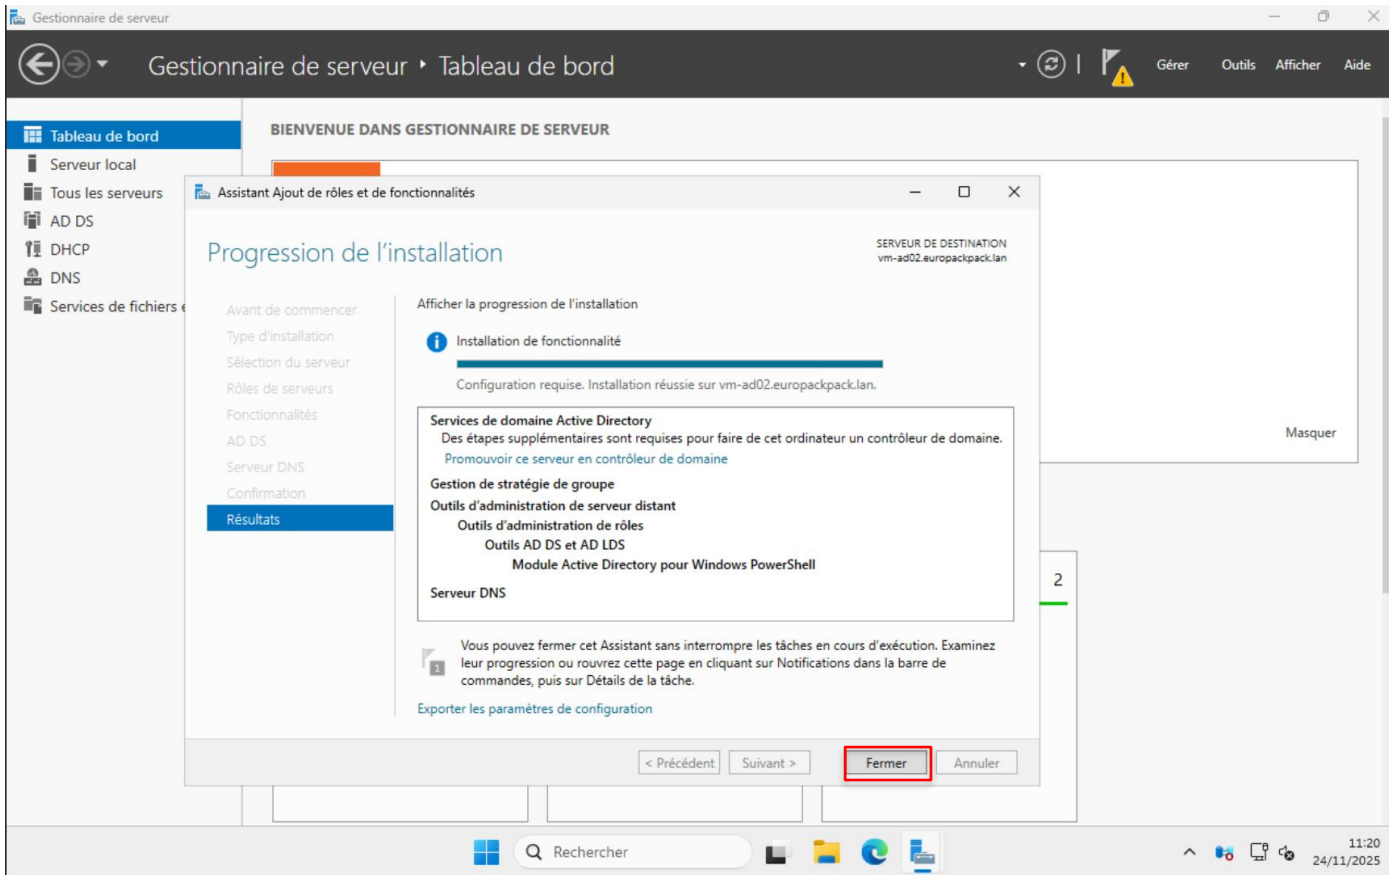 Gestionnaire de serveur
Gestionnaire de serveur ‣ Tableau de bord
Gérer Outils Afficher Aide
Tableau de bord
Serveur local
Tous les serveurs
AD DS
DHCP
DNS
Services de fichiers e
BIENVENUE DANS GESTIONNAIRE DE SERVEUR
Assistant Ajout de rôles et de fonctionnalités
Progression de l'installation
SERVEUR DE DESTINATION
vm-ad02.europackpack.lan
Avant de commencer
Type d'installation
Sélection du serveur
Rôles de serveurs
Fonctionnalités
AD DS
Serveur DNS
Confirmation
Résultats
Afficher la progression de l'installation
Installation de fonctionnalité
Configuration requise. Installation réussie sur vm-ad02.europackpack.lan.
Services de domaine Active Directory
Des étapes supplémentaires sont requises pour faire de cet ordinateur un contrôleur de domaine.
Promouvoir ce serveur en contrôleur de domaine
Gestion de stratégie de groupe
Outils d'administration de serveur distant
Outils d'administration de rôles
Outils AD DS et AD LDS
Module Active Directory pour Windows PowerShell
Serveur DNS
1
Vous pouvez fermer cet Assistant sans interrompre les tâches en cours d'exécution. Examinez
leur progression ou rouvrez cette page en cliquant sur Notifications dans la barre de
commandes, puis sur Détails de la tâche.
Exporter les paramètres de configuration
< Précédent Suivant > Fermer Annuler
Masquer
2
Rechercher
11:20
24/11/2025